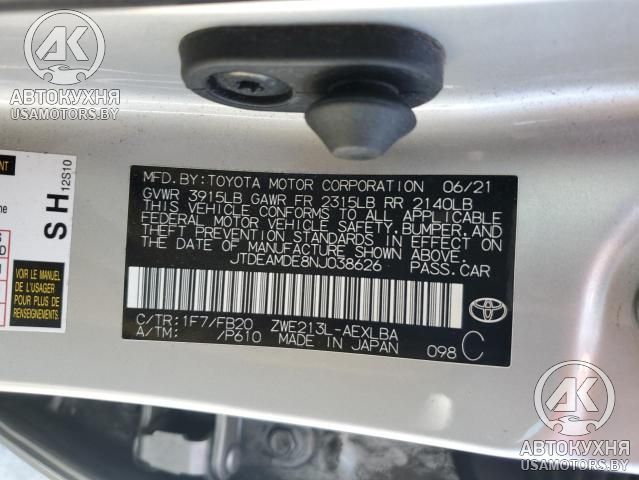 AK
АВТОКУХНЯ
USAMOTORS.BY
SH
12S10
VOIR LE MANUEL
POUR PLUS DE
RENSEIGNEMENTS
MFD.BY:TOYOTA MOTOR CORPORATION 06/21
GVWR 3915LB GAWR FR 2315LB RR 2140LB
THIS VEHICLE CONFORMS TO ALL APPLICABLE
FEDERAL MOTOR VEHICLE SAFETY,BUMPER, AND
THEFT PREVENTION STANDARDS IN EFFECT ON
THE DATE OF MANUFACTURE SHOWN ABOVE.
JTDEAMDE8NJ038626 PASS.CAR
C/TR:1F7/FB20 ZWE213L-AEXLBA
A/TM: /P610 MADE IN JAPAN 098 C
AK
АВТОКУХНЯ
USAMOTORS.BY